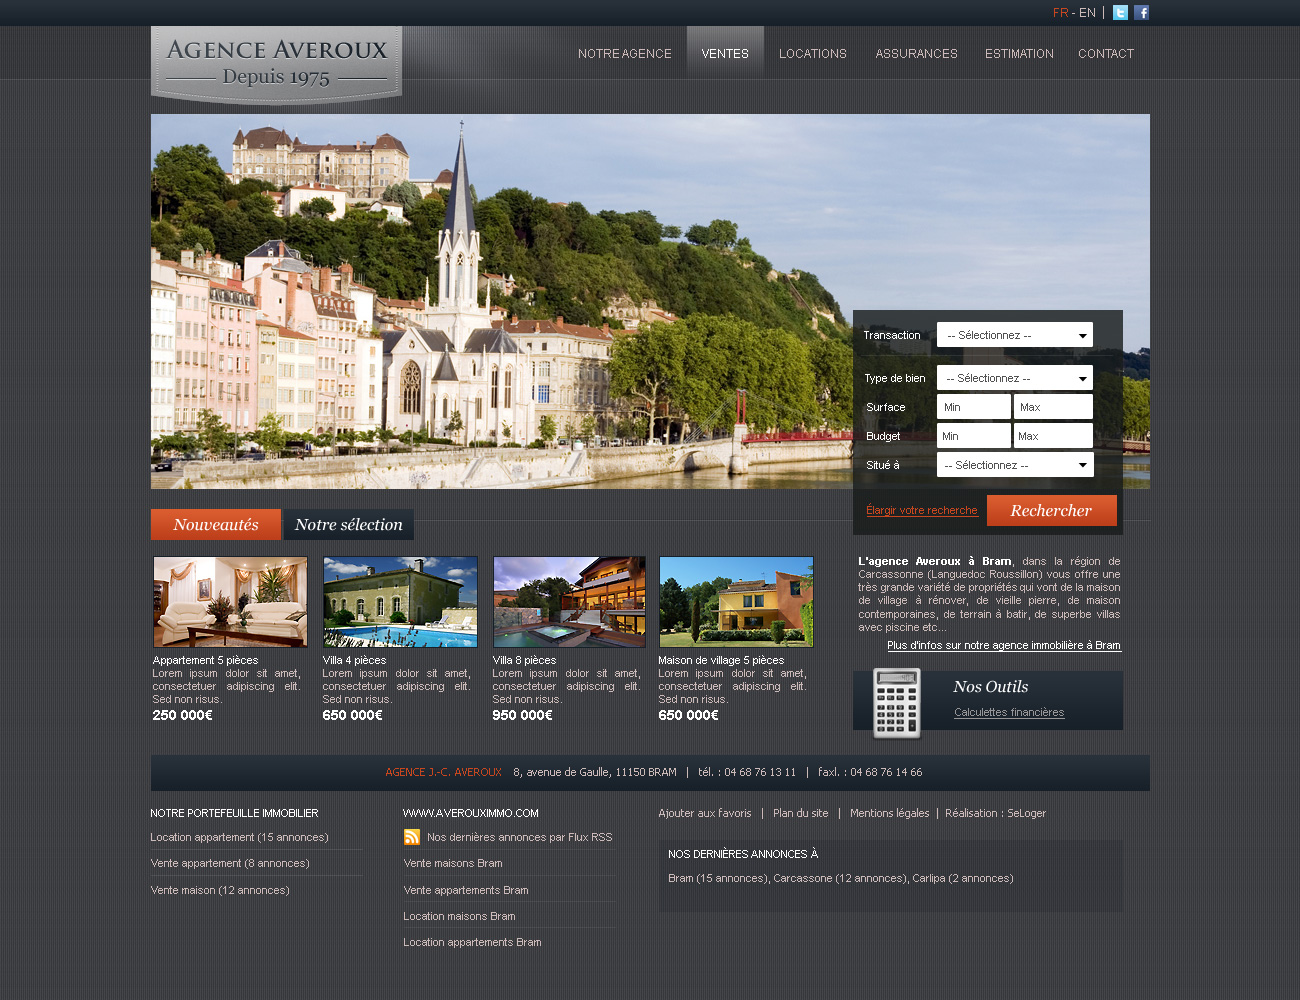 FR - EN |
AGENCE AVEROUX
Depuis 1975
NOTRE AGENCE VENTES LOCATIONS ASSURANCES ESTIMATION CONTACT
Transaction -- Sélectionnez --
Type de bien -- Sélectionnez --
Surface Min Max
Budget Min Max
Situé à -- Sélectionnez --
Élargir votre recherche Rechercher
Nouveautés Notre sélection
Appartement 5 pièces
Lorem ipsum dolor sit amet,
consectetuer adipiscing elit.
Sed non risus.
250 000€
Villa 4 pièces
Lorem ipsum dolor sit amet,
consectetuer adipiscing elit.
Sed non risus.
650 000€
Villa 8 pièces
Lorem ipsum dolor sit amet,
consectetuer adipiscing elit.
Sed non risus.
950 000€
Maison de village 5 pièces
Lorem ipsum dolor sit amet,
consectetuer adipiscing elit.
Sed non risus.
650 000€
L'agence Averoux à Bram, dans la région de
Carcassonne (Languedoc Roussillon) vous offre une
très grande variété de propriétés qui vont de la maison
de village à rénover, de vieille pierre, de maison
contemporaines, de terrain à batir, de superbe villas
avec piscine etc...
Plus d'infos sur notre agence immobilière à Bram
Nos Outils
Calculettes financières
AGENCE J.-C. AVEROUX 8, avenue de Gaulle, 11150 BRAM | tél. : 04 68 76 13 11 | faxl. : 04 68 76 14 66
NOTRE PORTEFEUILLE IMMOBILIER
Location appartement (15 annonces)
Vente appartement (8 annonces)
Vente maison (12 annonces)
WWW.AVEROUXIMMO.COM
Nos dernières annonces par Flux RSS
Vente maisons Bram
Vente appartements Bram
Location maisons Bram
Location appartements Bram
Ajouter aux favoris | Plan du site | Mentions légales | Réalisation : SeLoger
NOS DERNIÈRES ANNONCES À
Bram (15 annonces), Carcassone (12 annonces), Carlipa (2 annonces)